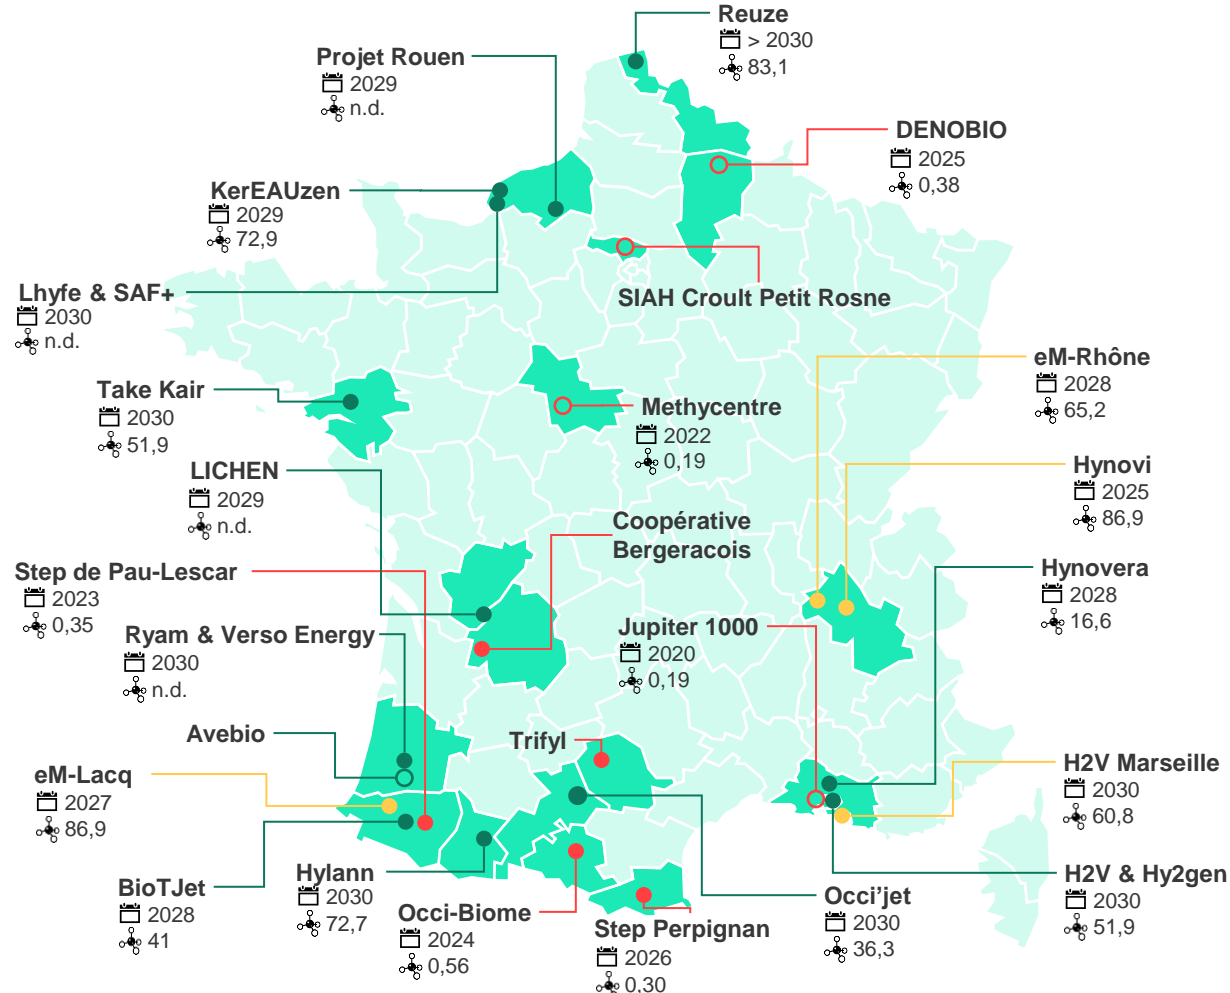 Reuze
> 2030
83,1
Projet Rouen
2029
n.d.
DENOBIO
2025
0,38
KerEAUzen
2029
72,9
Lhyfe & SAF+
2030
n.d.
SIAH Croult Petit Rosne
eM-Rhône
2028
65,2
Take Kair
2030
51,9
Methycentre
2022
0,19
LICHEN
2029
n.d.
Hynovi
2025
86,9
Coopérative
Bergeracois
Step de Pau-Lescar
2023
0,35
Hynovera
2028
16,6
Ryam & Verso Energy
2030
n.d.
Jupiter 1000
2020
0,19
Avebio
Trifyl
eM-Lacq
2027
86,9
H2V Marseille
2030
60,8
BioTJet
2028
41
Hylann
2030
72,7
Occi-Biome
2024
0,56
Step Perpignan
2026
0,30
Occi'jet
2030
36,3
H2V & Hy2gen
2030
51,9